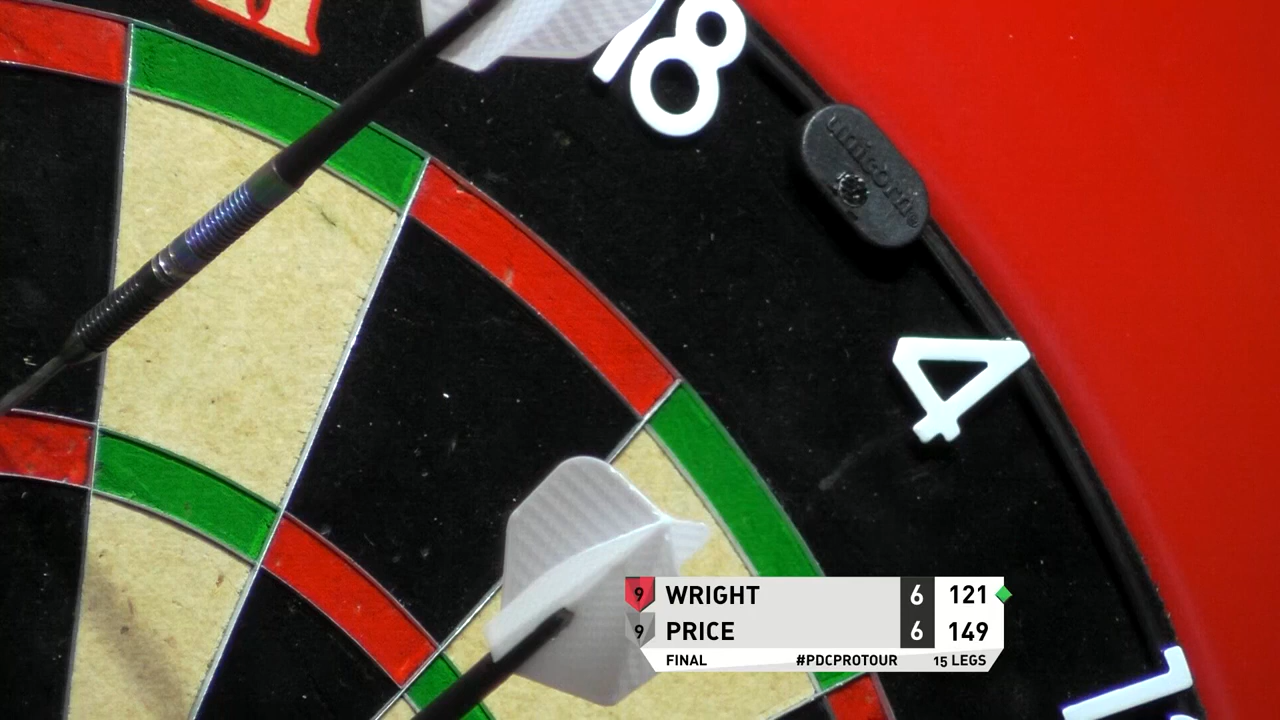 18
unicorn
4
9 WRIGHT 6 121
9 PRICE 6 149
FINAL #PDCPROTOUR 15 LEGS